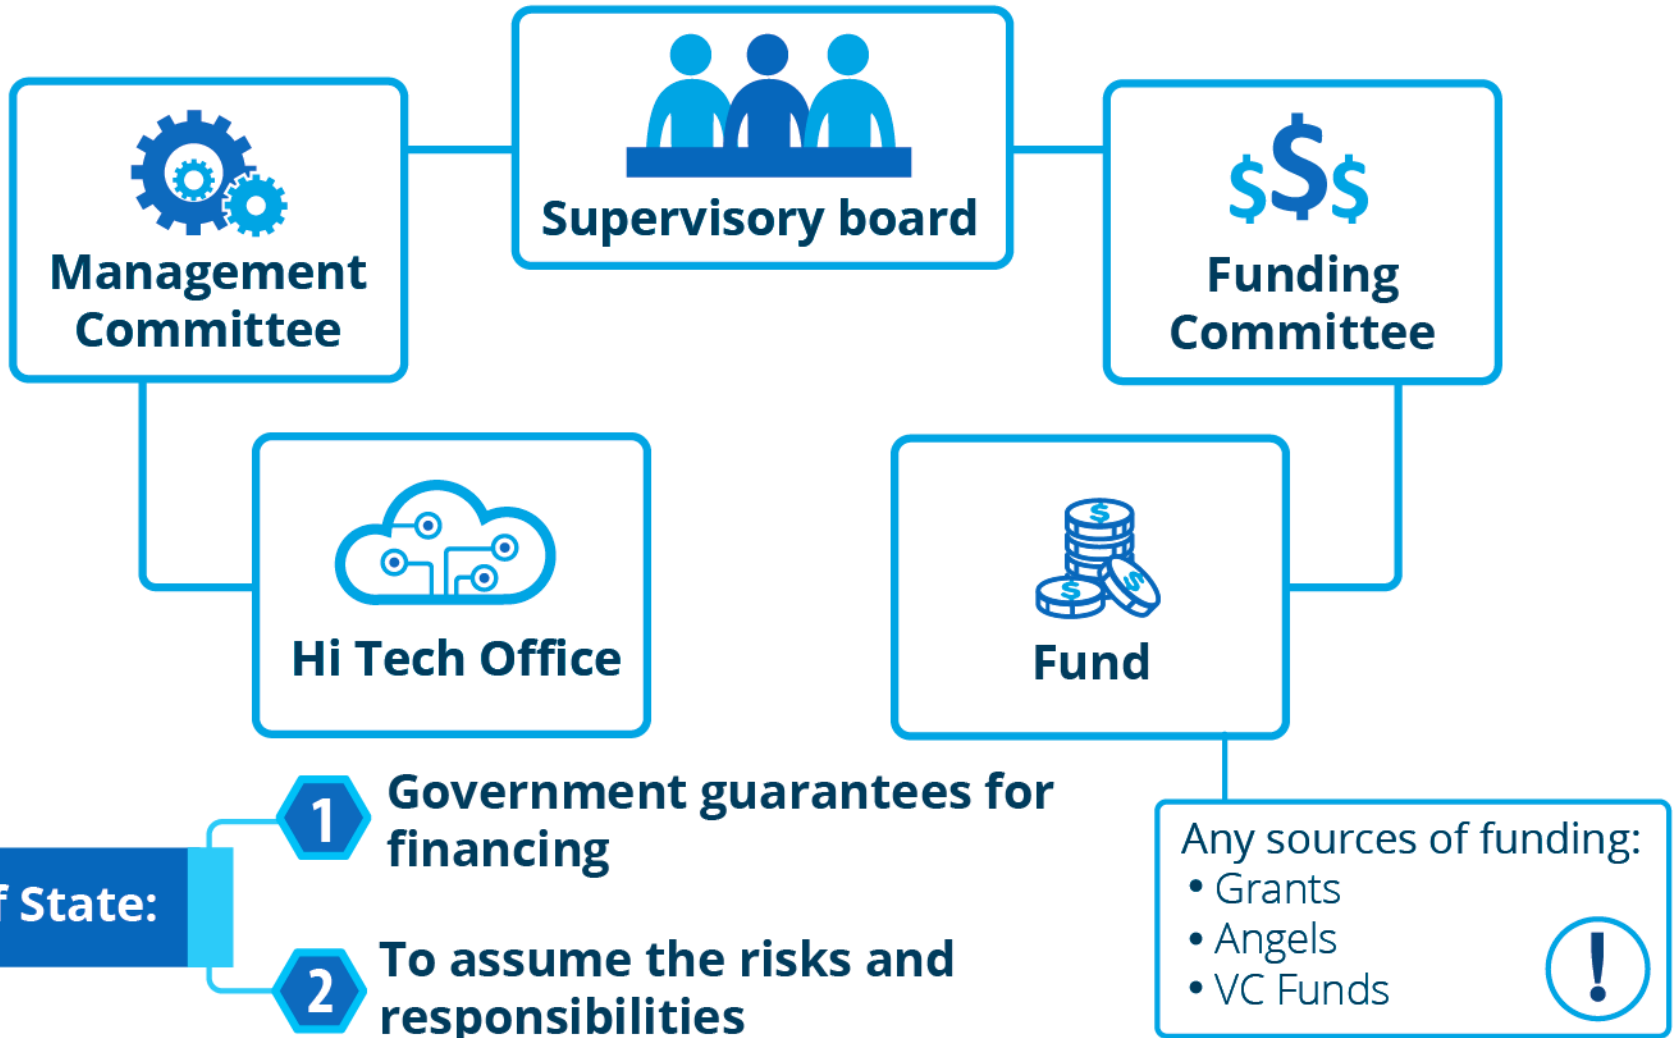 Supervisory board
Management
Committee
Funding
Committee
Hi Tech Office
Fund
State:
1
Government guarantees for
financing
2
To assume the risks and
responsibilities
Any sources of funding:
• Grants
• Angels
• VC Funds
!